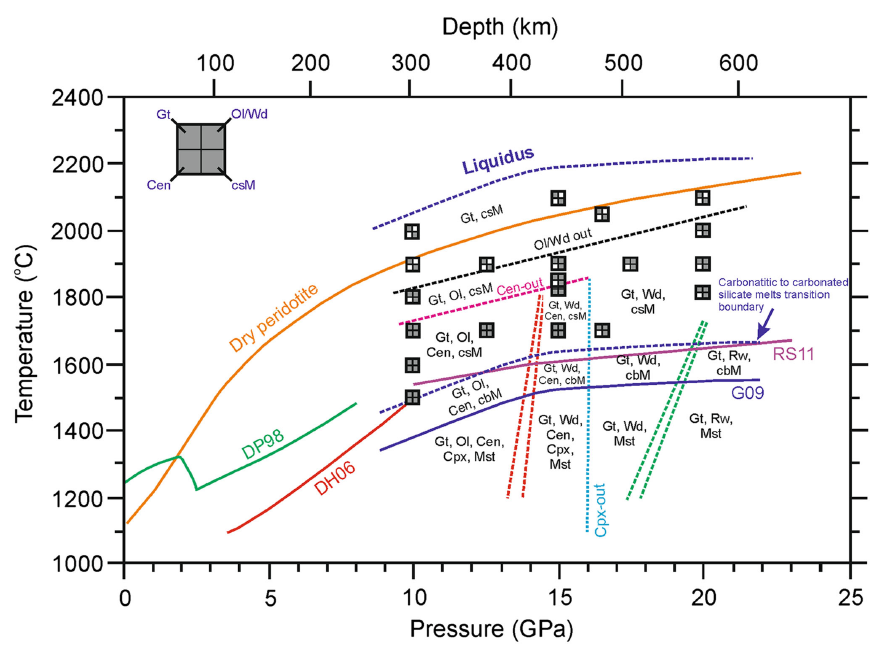 Depth (km)
100 200 300 400 500 600
2400
2200
2000
1800
1600
1400
1200
1000
Temperature (°C)
Gt
Ol/Wd
Cen
csM
Liquidus
Gt, csM
Dry peridotite
Ol/Wd out
Gt, Ol, csM
Cen-out
Gt, Wd,
Cen, csM
Gt, Wd,
csM
Carbonatitic to carbonated
silicate melts transition
boundary
Gt, Ol,
Cen, csM
RS11
Gt, Ol,
Cen, cbM
Gt, Wd,
Cen, cbM
Gt, Wd,
cbM
Gt, Rw,
cbM
G09
DP98
DH06
Gt, Ol, Cen,
Cpx, Mst
Gt, Wd,
Cen,
Cpx,
Mst
Gt, Wd,
Mst
Gt, Rw,
Mst
Cpx-out
0 5 10 15 20 25
Pressure (GPa)